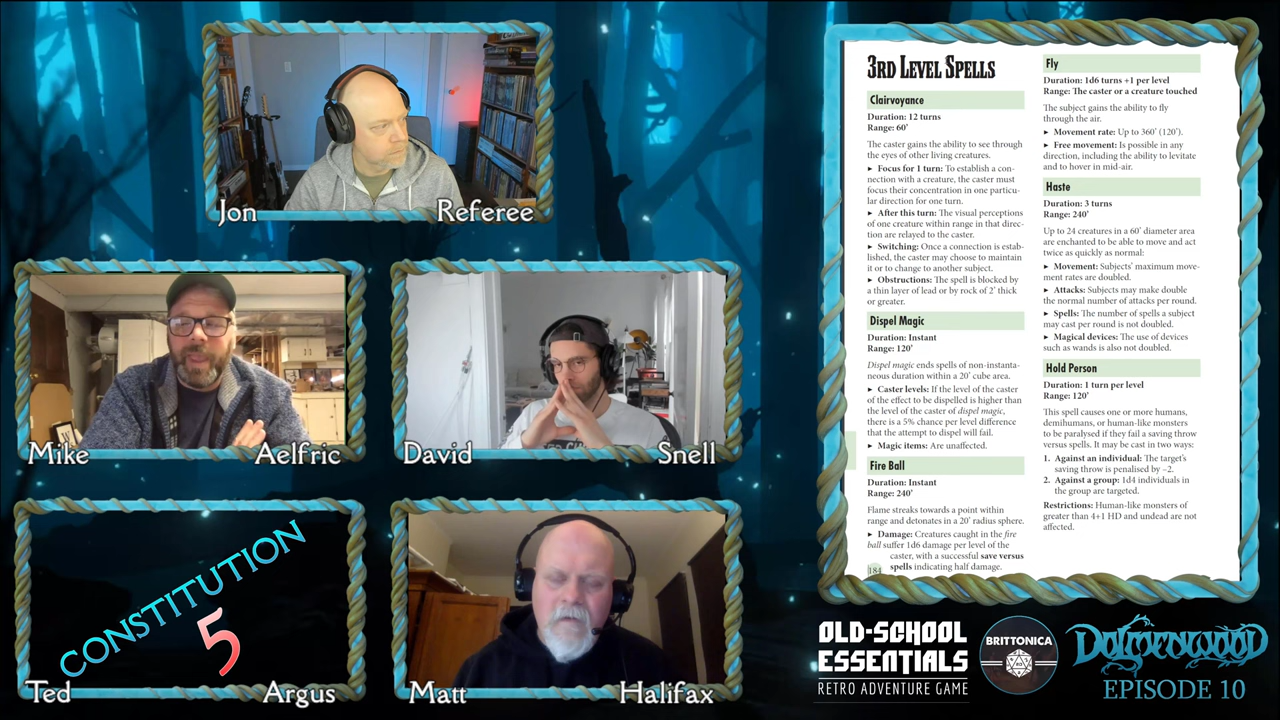 Jon
Referee
Mike
Aelfric
David
Snell
CONSTITUTION
5
Ted
Argus
Matt
Halifax
3RD LEVEL SPELLS
Clairvoyance
Duration: 12 turns
Range: 60'
The caster gains the ability to see through
the eyes of other living creatures.
► Focus for 1 turn: To establish a con-
nection with a creature, the caster must
focus their concentration in one particu-
lar direction for one turn.
► After this turn: The visual perceptions
of one creature within range in that direc-
tion are relayed to the caster.
► Switching: Once a connection is estab-
lished, the caster may choose to maintain
it or to change to another subject.
► Obstructions: The spell is blocked by
a thin layer of lead or by rock of 2' thick
or greater.
Dispel Magic
Duration: Instant
Range: 120'
Dispel magic ends spells of non-instanta-
neous duration within a 20' cube area.
► Caster levels: If the level of the caster
of the effect to be dispelled is higher than
the level of the caster of dispel magic,
there is a 5% chance per level difference
that the attempt to dispel will fail.
► Magic items: Are unaffected.
Fire Ball
Duration: Instant
Range: 240'
Flame streaks towards a point within
range and detonates in a 20' radius sphere.
► Damage: Creatures caught in the fire
ball suffer 1d6 damage per level of the
caster, with a successful save versus
spells indicating half damage.
184
Fly
Duration: 1d6 turns +1 per level
Range: The caster or a creature touched
The subject gains the ability to fly
through the air.
► Movement rate: Up to 360' (120').
► Free movement: Is possible in any
direction, including the ability to levitate
and to hover in mid-air.
Haste
Duration: 3 turns
Range: 240'
Up to 24 creatures in a 60' diameter area
are enchanted to be able to move and act
twice as quickly as normal:
► Movement: Subjects' maximum move-
ment rates are doubled.
► Attacks: Subjects may make double
the normal number of attacks per round.
► Spells: The number of spells a subject
may cast per round is not doubled.
► Magical devices: The use of devices
such as wands is also not doubled.
Hold Person
Duration: 1 turn per level
Range: 120'
This spell causes one or more humans,
demihumans, or human-like monsters
to be paralysed if they fail a saving throw
versus spells. It may be cast in two ways:
1. Against an individual: The target's
saving throw is penalised by –2.
2. Against a group: 1d4 individuals in
the group are targeted.
Restrictions: Human-like monsters of
greater than 4+1 HD and undead are not
affected.
OLD-SCHOOL
ESSENTIALS
RETRO ADVENTURE GAME
BRITTONICA
DOLMENWOOD
EPISODE 10